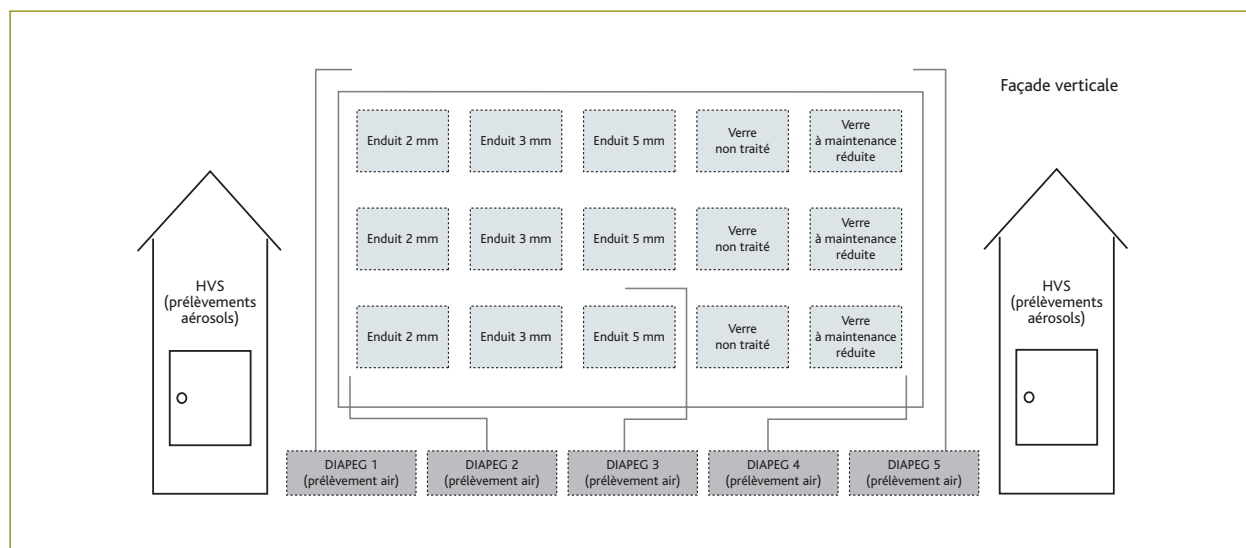 Façade verticale
Enduit 2 mm
Enduit 3 mm
Enduit 5 mm
Verre
non traité
Verre
à maintenance
réduite
Enduit 2 mm
Enduit 3 mm
Enduit 5 mm
Verre
non traité
Verre
à maintenance
réduite
HVS
(prélèvements
aérosols)
HVS
(prélèvements
aérosols)
Enduit 2 mm
Enduit 3 mm
Enduit 5 mm
Verre
non traité
Verre
à maintenance
réduite
DIAPEG 1
(prélèvement air)
DIAPEG 2
(prélèvement air)
DIAPEG 3
(prélèvement air)
DIAPEG 4
(prélèvement air)
DIAPEG 5
(prélèvement air)